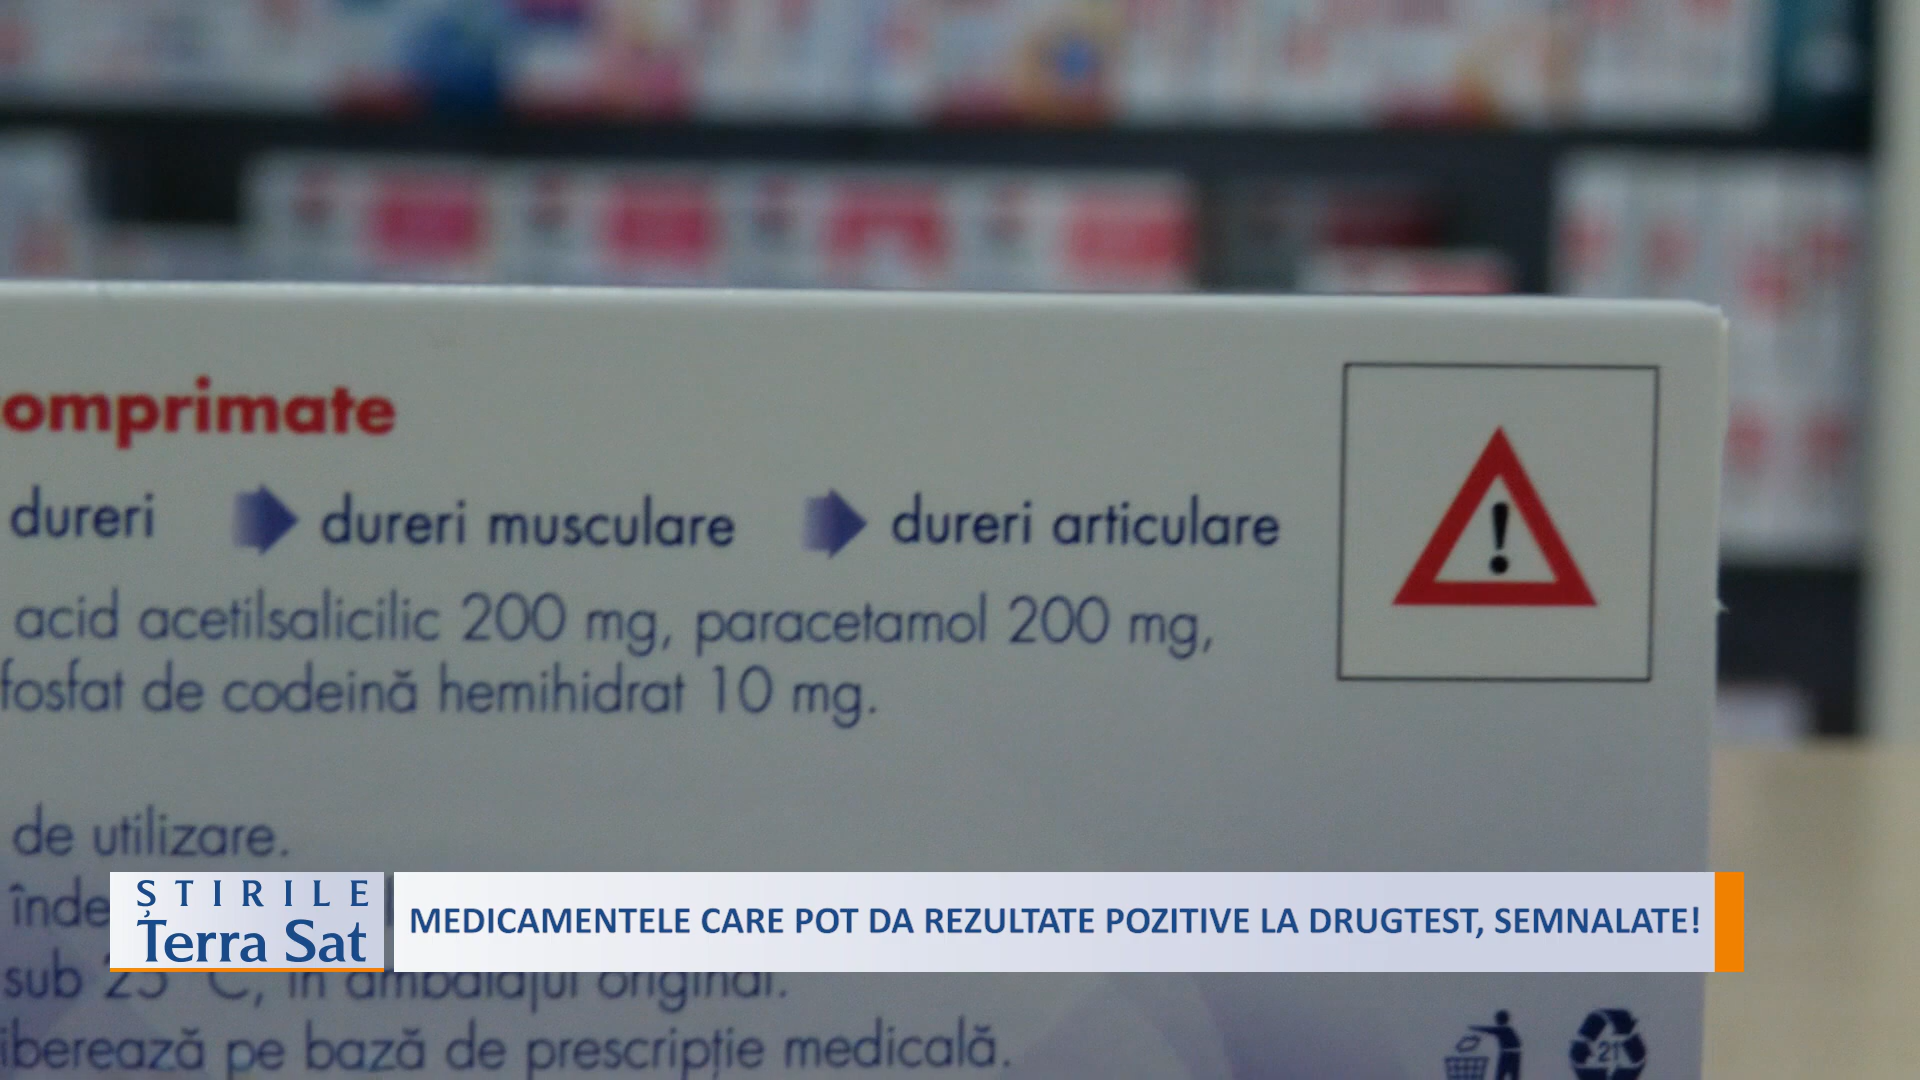 omprimate
dureri dureri musculare dureri articulare
acid acetilsalicilic 200 mg, paracetamol 200 mg,
fosfat de codeină hemihidrat 10 mg.
de utilizare.
ȘTIRILE
Terra Sat
MEDICAMENTELE CARE POT DA REZULTATE POZITIVE LA DRUGTEST, SEMNALATE!
sub 25 °C, în ambalajul original.
iberează pe bază de prescripție medicală.
21